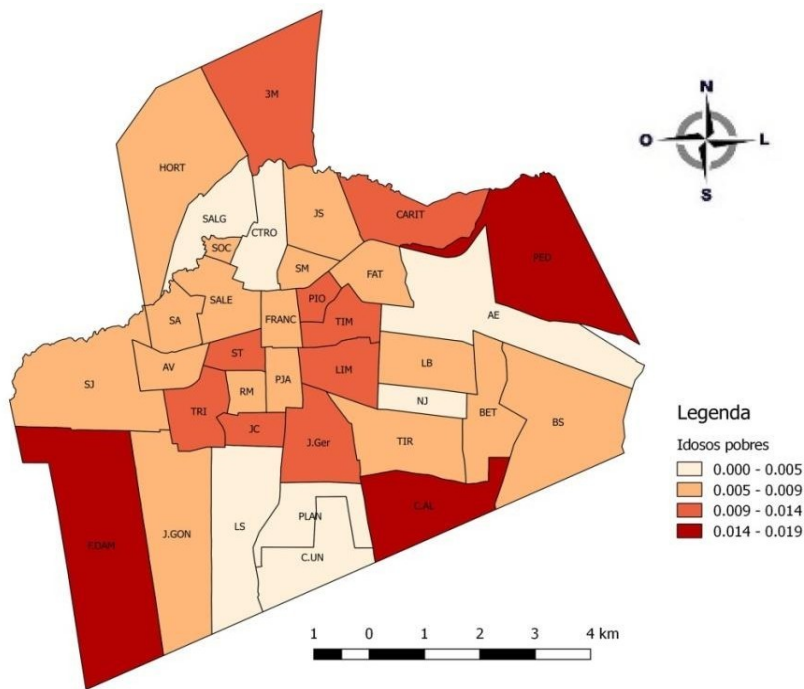 3M
HORT
N
O L
S
SALG
CTRO
JS
CARIT
SOC
SM
FAT
PED
SALE
PIO
SA
FRANC
TIM
AE
ST
AV
LIM
LB
SJ
RM
PJA
NJ
TRI
BET
BS
JC
J.Ger
TIR
C.AL
PLAN
LS
J.GON
F.DAM
C.UN
Legenda
Idosos pobres
0.000 - 0.005
0.005 - 0.009
0.009 - 0.014
0.014 - 0.019
1 0 1 2 3 4 km